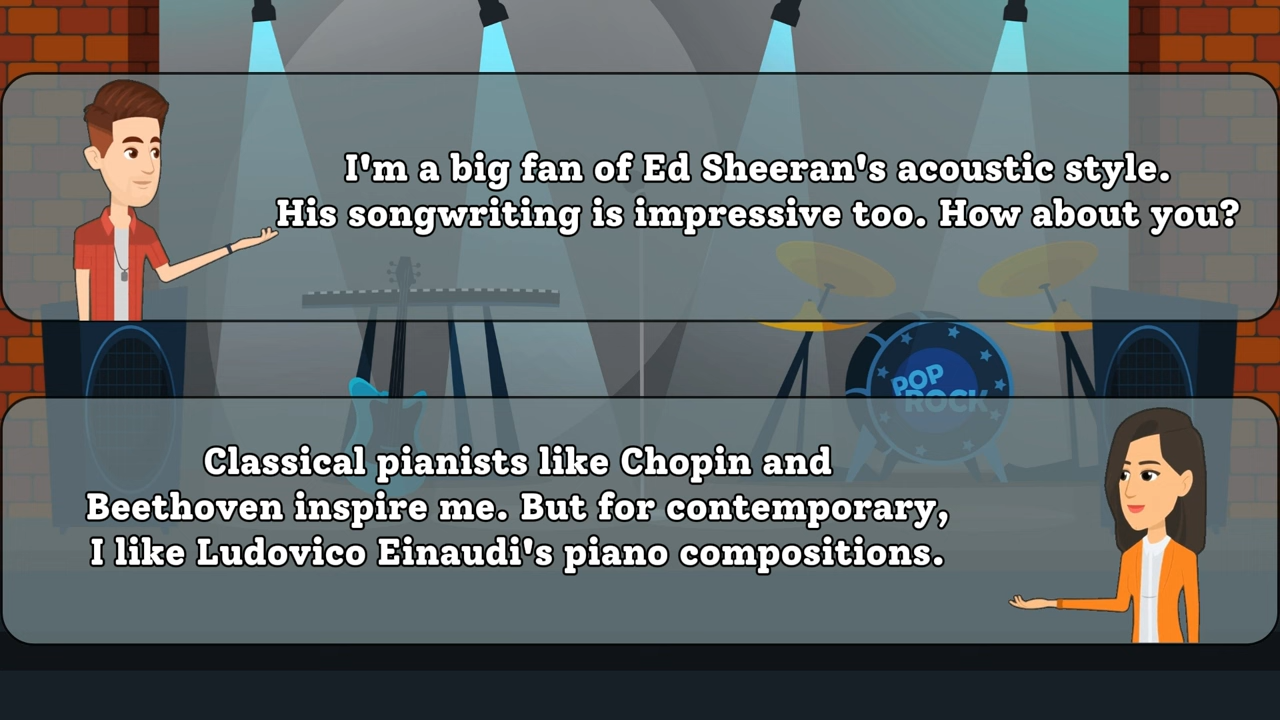 I'm a big fan of Ed Sheeran's acoustic style.
His songwriting is impressive too. How about you?
POP
ROCK
Classical pianists like Chopin and
Beethoven inspire me. But for contemporary,
I like Ludovico Einaudi's piano compositions.